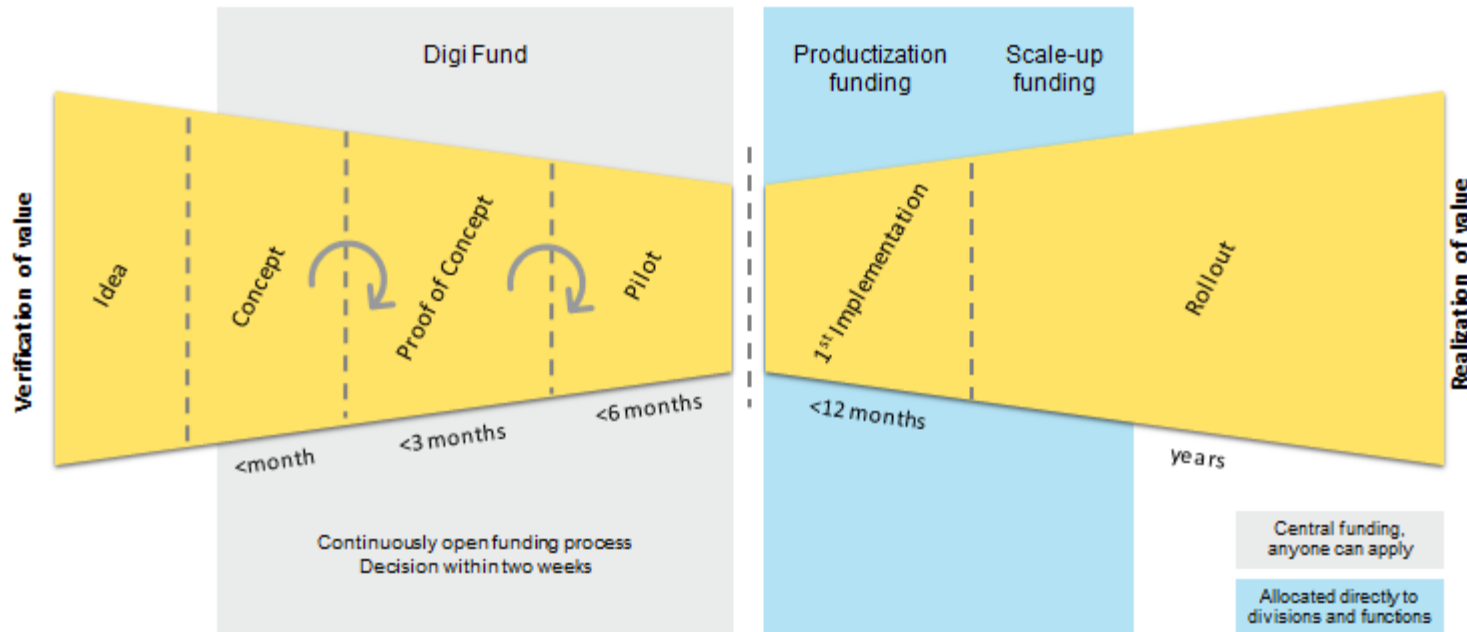 Digi Fund
Productization
funding
Scale-up
funding
Verification of value
Idea
Concept
Proof of Concept
Pilot
1st Implementation
Rollout
Realization of value
<month
<3 months
<6 months
<12 months
years
Continuously open funding process
Decision within two weeks
Central funding,
anyone can apply
Allocated directly to
divisions and functions